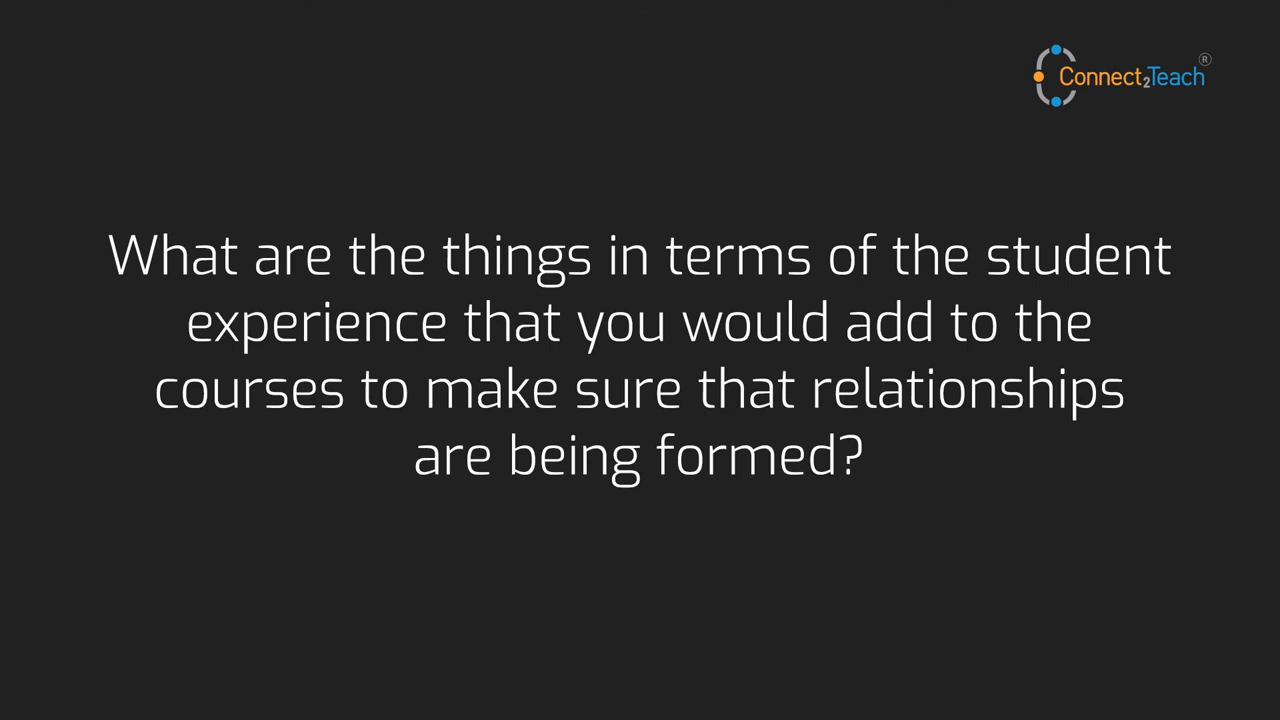 Connect2Teach ®
What are the things in terms of the student
experience that you would add to the
courses to make sure that relationships
are being formed?